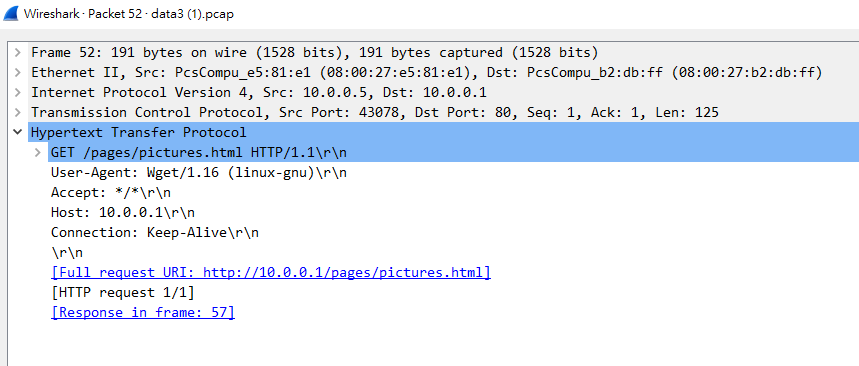 Wireshark · Packet 52 · data3 (1).pcap
Frame 52: 191 bytes on wire (1528 bits), 191 bytes captured (1528 bits)
Ethernet II, Src: PcsCompu_e5:81:e1 (08:00:27:e5:81:e1), Dst: PcsCompu_b2:db:ff (08:00:27:b2:db:ff)
Internet Protocol Version 4, Src: 10.0.0.5, Dst: 10.0.0.1
Transmission Control Protocol, Src Port: 43078, Dst Port: 80, Seq: 1, Ack: 1, Len: 125
Hypertext Transfer Protocol
GET /pages/pictures.html HTTP/1.1\r\n
User-Agent: Wget/1.16 (linux-gnu)\r\n
Accept: */*\r\n
Host: 10.0.0.1\r\n
Connection: Keep-Alive\r\n
\r\n
[Full request URI: http://10.0.0.1/pages/pictures.html]
[HTTP request 1/1]
[Response in frame: 57]